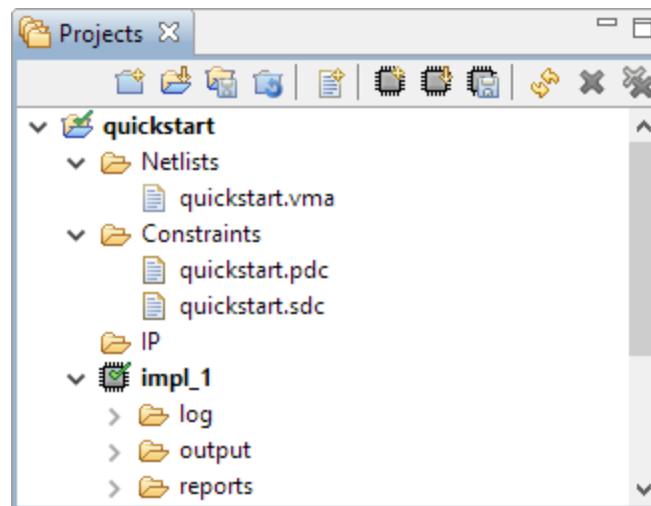 Projects
quickstart
Netlists
quickstart.vma
Constraints
quickstart.pdc
quickstart.sdc
IP
impl_1
log
output
reports